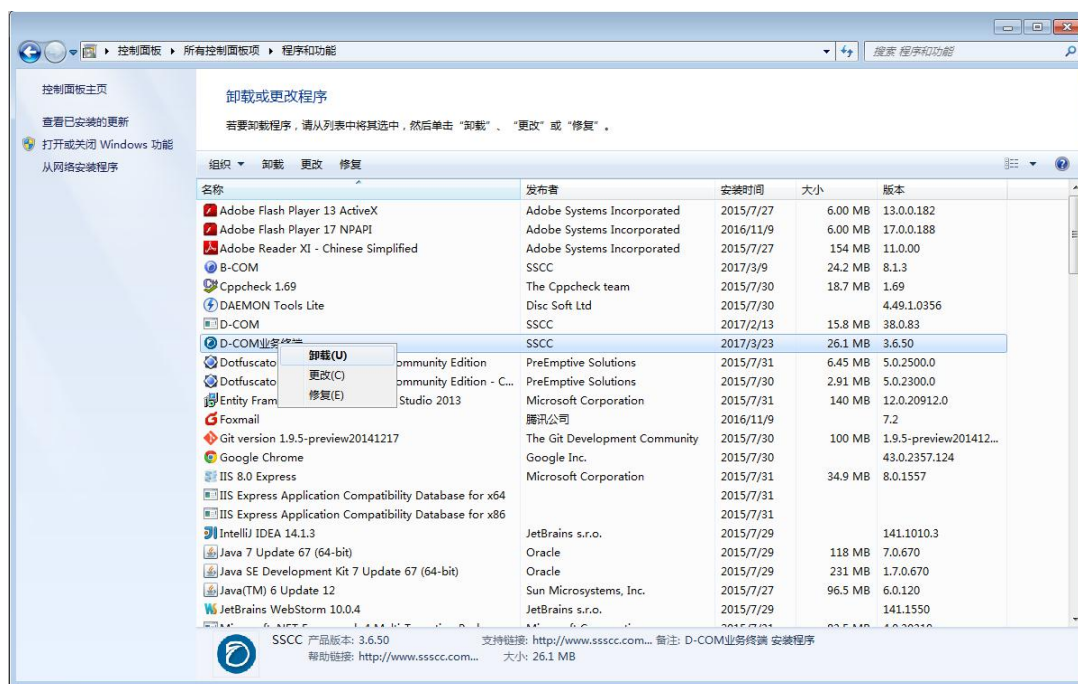 控制面板 所有控制面板项 程序和功能 搜索 程序和功能
控制面板主页
查看已安装的更新
打开或关闭 Windows 功能
从网络安装程序
卸载或更改程序
若要卸载程序，请从列表中将其选中，然后单击“卸载”、“更改”或“修复”。
组织 卸载 更改 修复
名称 发布者 安装时间 大小 版本
Adobe Flash Player 13 ActiveX Adobe Systems Incorporated 2015/7/27 6.00 MB 13.0.0.182
Adobe Flash Player 17 NPAPI Adobe Systems Incorporated 2016/11/9 6.00 MB 17.0.0.188
Adobe Reader XI - Chinese Simplified Adobe Systems Incorporated 2015/7/27 154 MB 11.0.00
B-COM SSCC 2017/3/9 24.2 MB 8.1.3
Cppcheck 1.69 The Cppcheck team 2015/7/30 18.7 MB 1.69
DAEMON Tools Lite Disc Soft Ltd 2015/7/30 4.49.1.0356
D-COM SSCC 2017/2/13 15.8 MB 38.0.83
D-COM业务终端 SSCC 2017/3/23 26.1 MB 3.6.50
卸载(U)
更改(C)
修复(E)
Dotfuscato ommunity Edition PreEmptive Solutions 2015/7/31 6.45 MB 5.0.2500.0
Dotfuscato ommunity Edition - C... PreEmptive Solutions 2015/7/30 2.91 MB 5.0.2300.0
Entity Fram Studio 2013 Microsoft Corporation 2015/7/31 140 MB 12.0.20912.0
Foxmail 腾讯公司 2016/11/9 7.2
Git version 1.9.5-preview20141217 The Git Development Community 2015/7/30 100 MB 1.9.5-preview201412...
Google Chrome Google Inc. 2015/7/30 43.0.2357.124
IIS 8.0 Express Microsoft Corporation 2015/7/31 34.9 MB 8.0.1557
IIS Express Application Compatibility Database for x64 2015/7/31
IIS Express Application Compatibility Database for x86 2015/7/31
IntelliJ IDEA 14.1.3 JetBrains s.r.o. 2015/7/29 141.1010.3
Java 7 Update 67 (64-bit) Oracle 2015/7/29 118 MB 7.0.670
Java SE Development Kit 7 Update 67 (64-bit) Oracle 2015/7/29 231 MB 1.7.0.670
Java(TM) 6 Update 12 Sun Microsystems, Inc. 2015/7/27 96.5 MB 6.0.120
JetBrains WebStorm 10.0.4 JetBrains s.r.o. 2015/7/29 141.1550
SSCC 产品版本: 3.6.50 支持链接: http://www.ssscc.com... 备注: D-COM业务终端 安装程序
帮助链接: http://www.ssscc.com... 大小: 26.1 MB